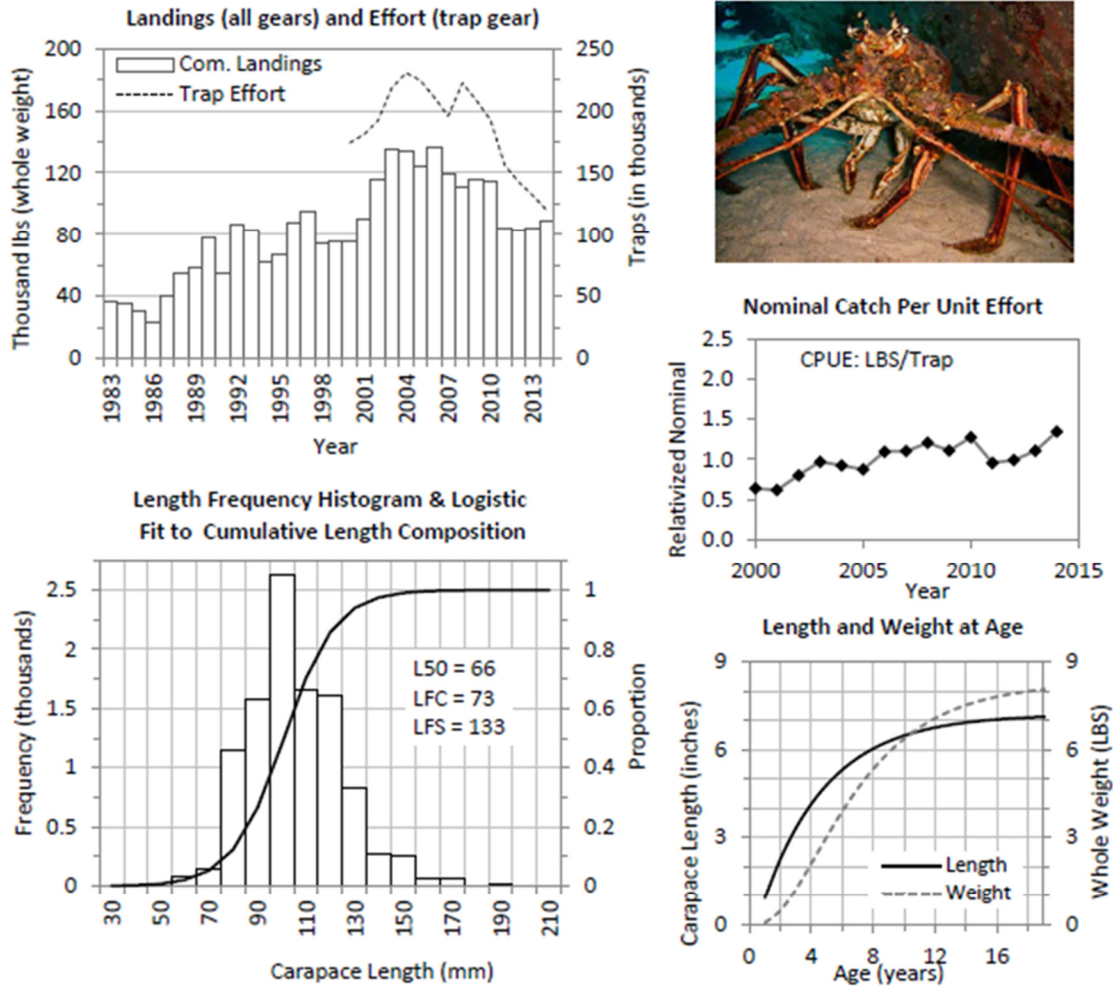 Landings (all gears) and Effort (trap gear)
Thousand lbs (whole weight)
200
160
120
80
40
0
Com. Landings
Trap Effort
250
200
150
100
50
0
Traps (in thousands)
1983
1986
1989
1992
1995
1998
2001
2004
2007
2010
2013
Year
Nominal Catch Per Unit Effort
Relativized Nominal
2.5
2.0
1.5
1.0
0.5
0.0
CPUE: LBS/Trap
2000
2005
2010
2015
Year
Length Frequency Histogram & Logistic
Fit to Cumulative Length Composition
Frequency (thousands)
2.5
2
1.5
1
0.5
0
L50 = 66
LFC = 73
LFS = 133
1
0.8
0.6
0.4
0.2
0
Proportion
30
50
70
90
110
130
150
170
190
210
Carapace Length (mm)
Length and Weight at Age
Carapace Length (inches)
9
6
3
0
Length
Weight
9
6
3
0
Whole Weight (LBS)
0
4
8
12
16
Age (years)